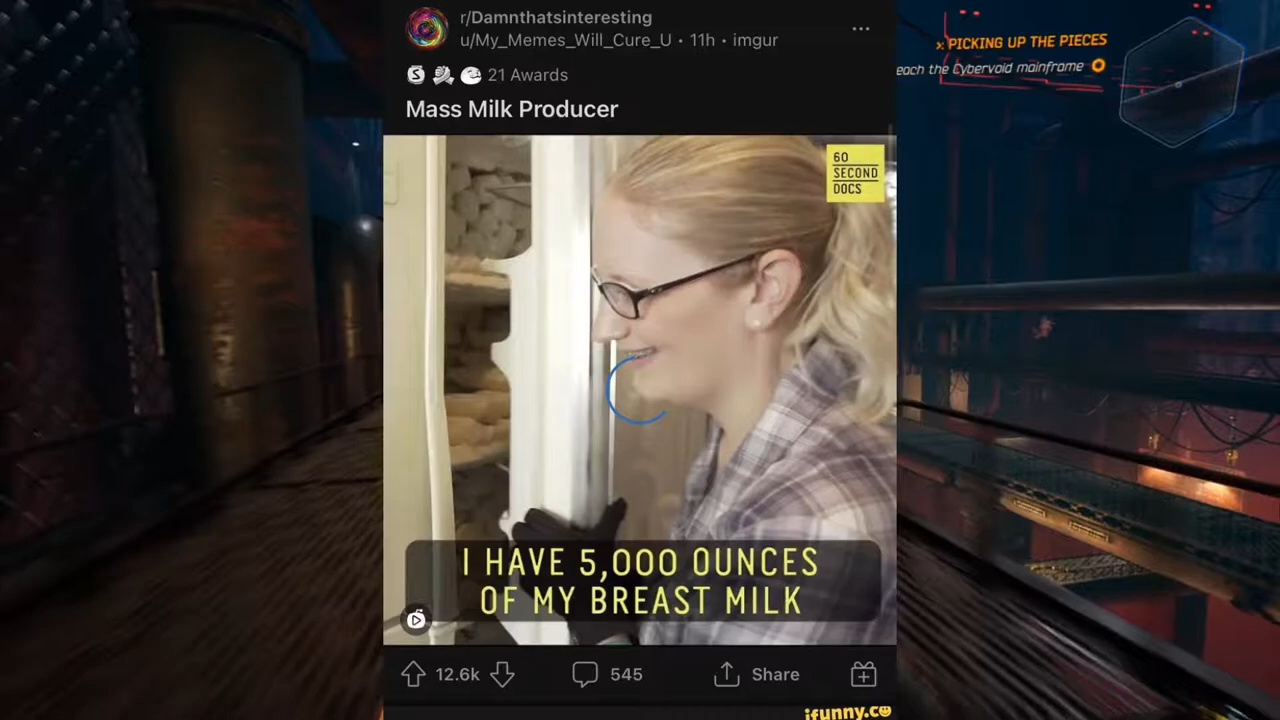 r/Damnthatsinteresting
u/My_Memes_Will_Cure_U • 11h • imgur
...
21 Awards
Mass Milk Producer
60
SECOND
DOCS
I HAVE 5,000 OUNCES
OF MY BREAST MILK
12.6k
545
Share
ifunny.co
× PICKING UP THE PIECES
each the Cybervoid mainframe